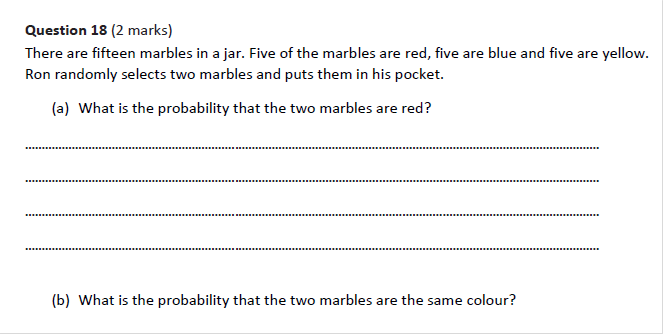 Question 18 (2 marks)
There are fifteen marbles in a jar. Five of the marbles are red, five are blue and five are yellow.
Ron randomly selects two marbles and puts them in his pocket.
(a) What is the probability that the two marbles are red?
(b) What is the probability that the two marbles are the same colour?